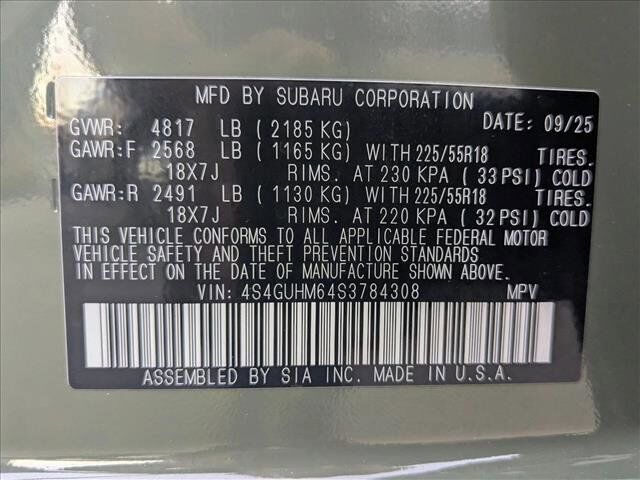 MFD BY SUBARU CORPORATION
DATE: 09/25
GVWR: 4817 LB ( 2185 KG)
GAWR:F 2568 LB ( 1165 KG) WITH 225/55R18 TIRES.
18X7J RIMS. AT 230 KPA ( 33 PSI) COLD
GAWR:R 2491 LB ( 1130 KG) WITH 225/55R18 TIRES.
18X7J RIMS. AT 220 KPA ( 32 PSI) COLD
THIS VEHICLE CONFORMS TO ALL APPLICABLE FEDERAL MOTOR
VEHICLE SAFETY AND THEFT PREVENTION STANDARDS
IN EFFECT ON THE DATE OF MANUFACTURE SHOWN ABOVE.
VIN: 4S4GUHM64S3784308 MPV
ASSEMBLED BY SIA INC. MADE IN U.S.A.